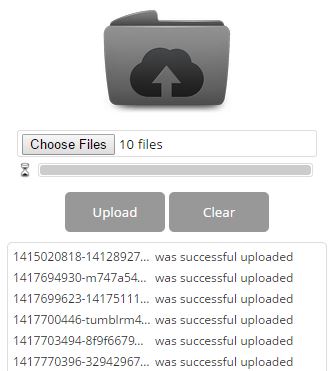 Choose Files 10 files
Upload Clear
1415020818-14128927... was successful uploaded
1417694930-m747a54... was successful uploaded
1417699623-14175111... was successful uploaded
1417700446-tumblrm4... was successful uploaded
1417703494-8f9f6679... was successful uploaded
1417770396-32942967... was successful uploaded